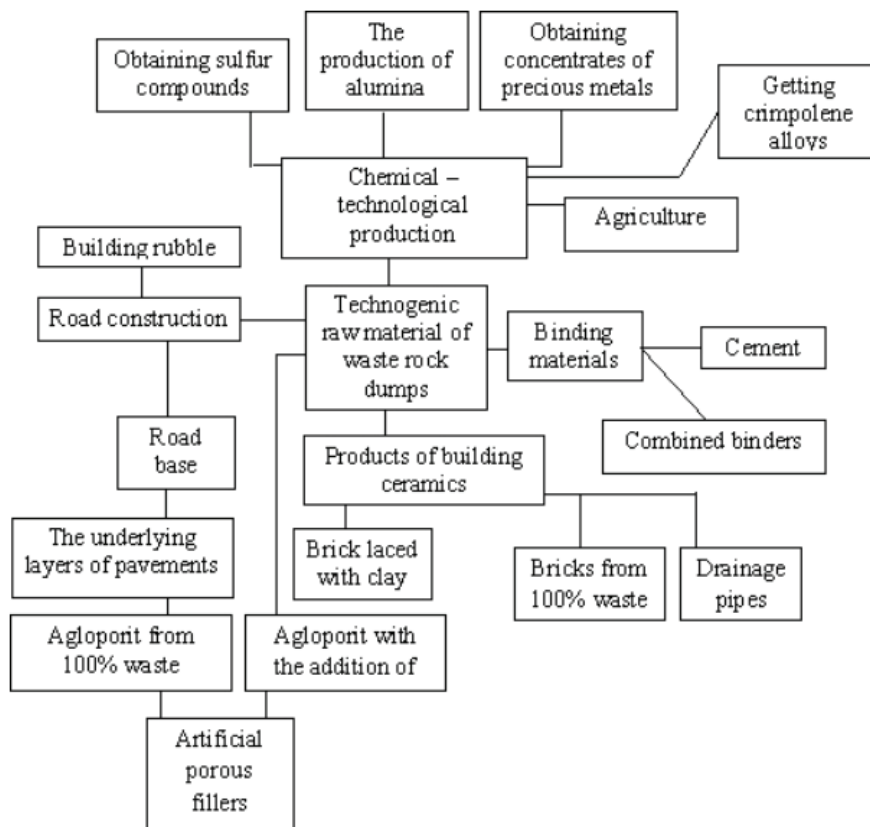 Obtaining sulfur
compounds
The
production of
alumina
Obtaining
concentrates of
precious metals
Getting
crimpolene
alloys
Chemical –
technological
production
Agriculture
Building rubble
Road construction
Technogenic
raw material of
waste rock
dumps
Binding
materials
Cement
Combined binders
Road
base
Products of building
ceramics
The underlying
layers of pavements
Brick laced
with clay
Bricks from
100% waste
Drainage
pipes
Agloporit from
100% waste
Agloporit with
the addition of
Artificial
porous
fillers